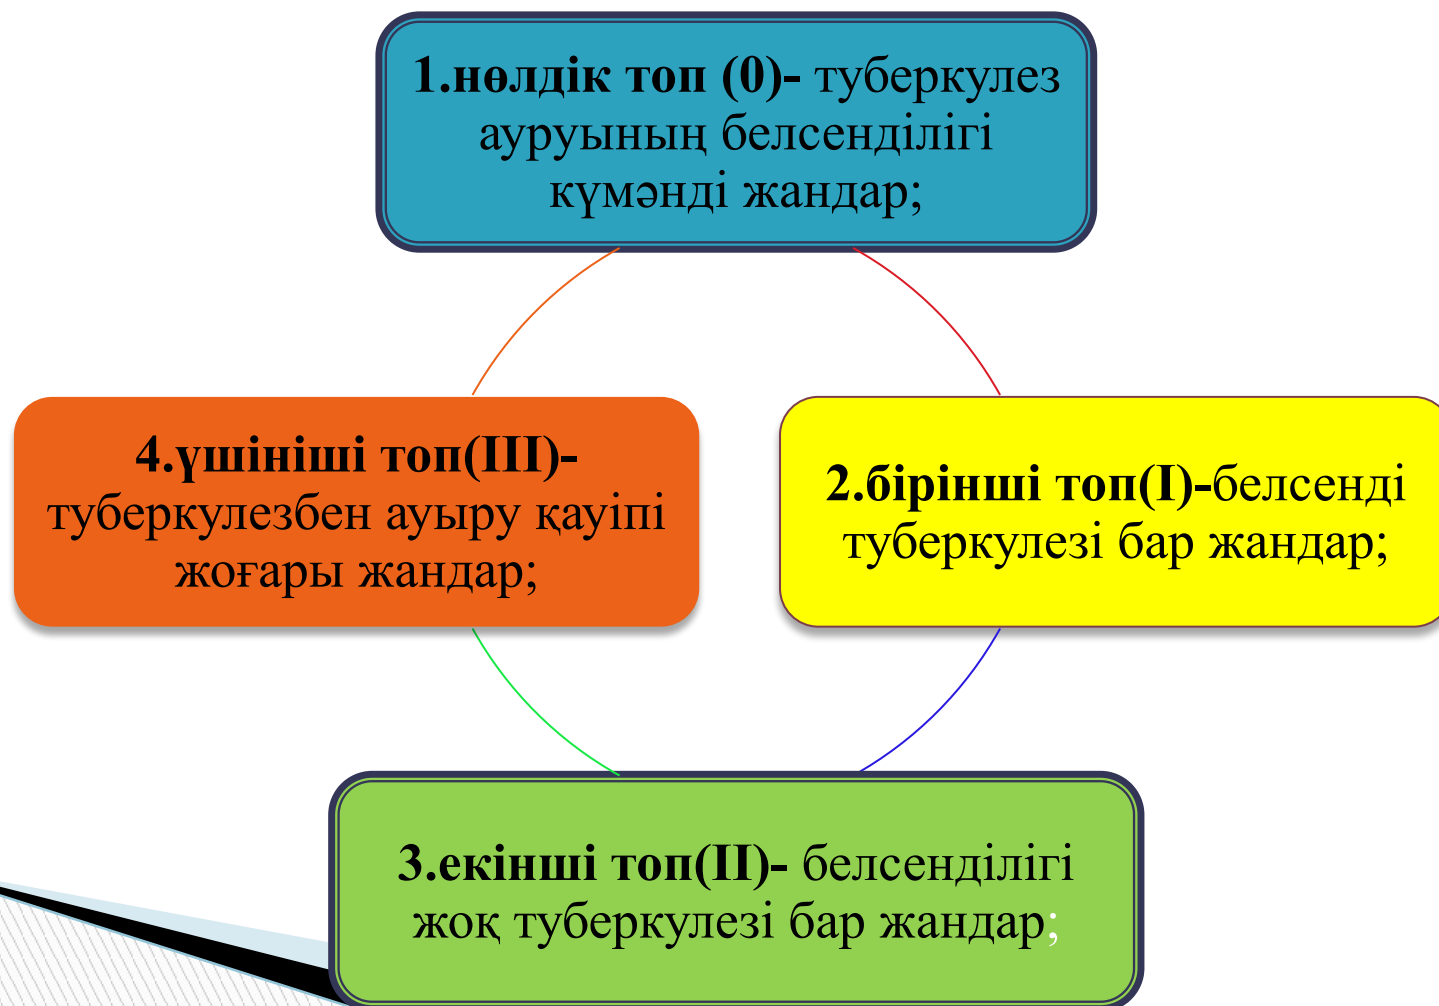 1.нөлдік топ (0)- туберкулез
ауруының белсенділігі
күмәнді жандар;
2.бірінші топ(I)-белсенді
туберкулезі бар жандар;
3.екінші топ(II)- белсенділігі
жоқ туберкулезі бар жандар;
4.үшініші топ(III)-
туберкулезбен ауыру қауіпі
жоғары жандар;